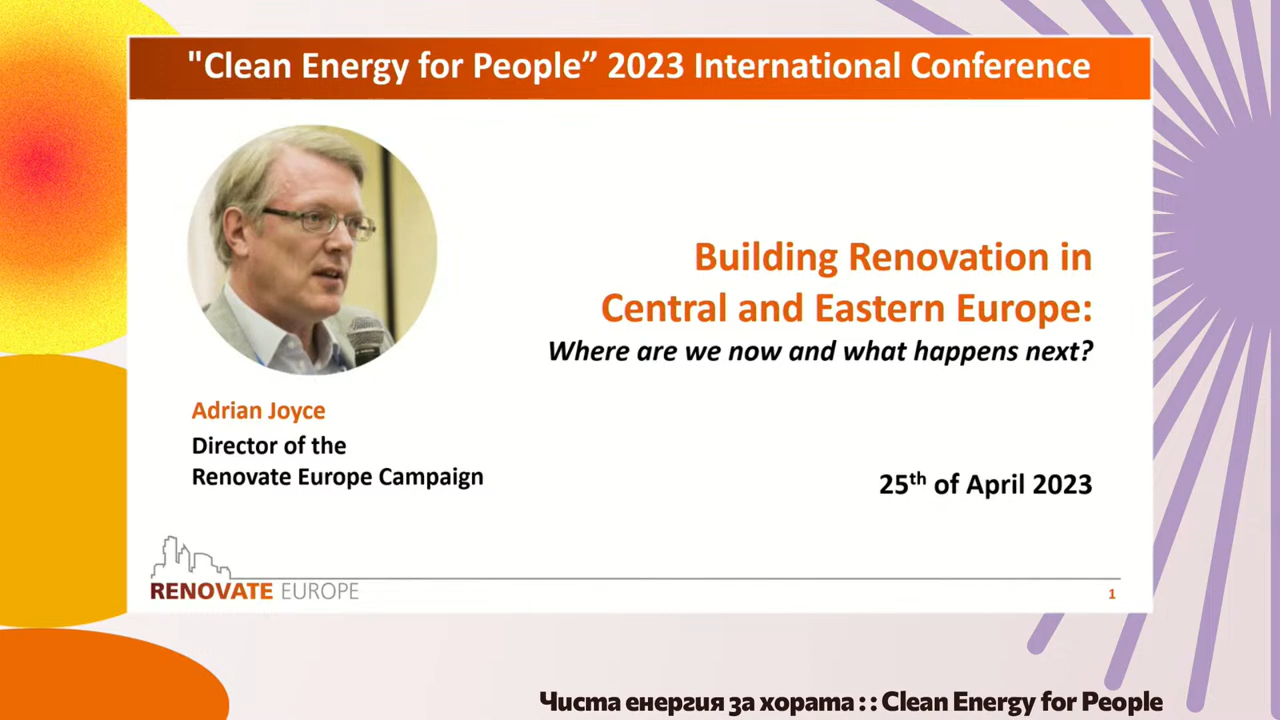 "Clean Energy for People” 2023 International Conference
Building Renovation in
Central and Eastern Europe:
Where are we now and what happens next?
Adrian Joyce
Director of the
Renovate Europe Campaign
25th of April 2023
RENOVATE EUROPE
1
Чиста енергия за хората :: Clean Energy for People